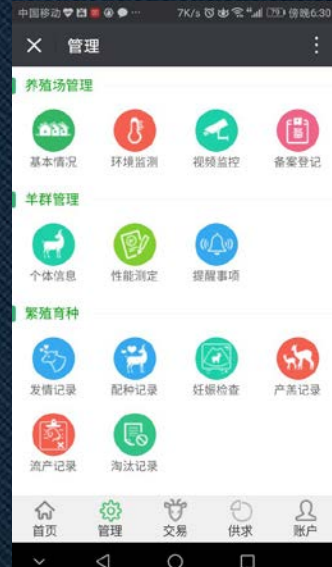 中国移动 7K/s 79 傍晚6:30
管理
养殖场管理
基本情况 环境监测 视频监控 备案登记
羊群管理
个体信息 性能测定 提醒事项
繁殖育种
发情记录 配种记录 妊娠检查 产羔记录
流产记录 淘汰记录
首页 管理 交易 供求 账户